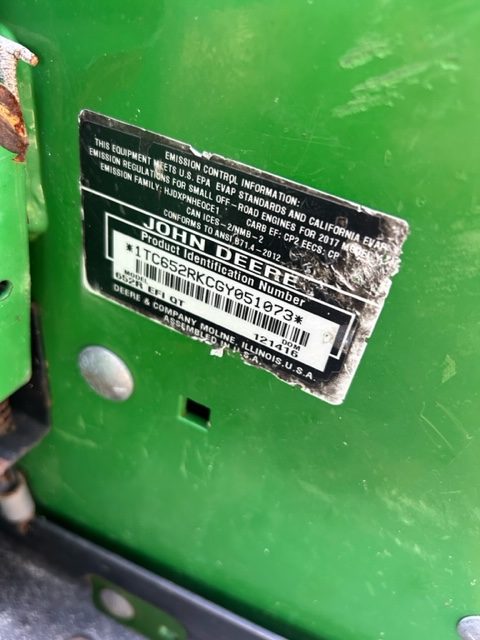 EMISSION CONTROL INFORMATION:
THIS EQUIPMENT MEETS U.S. EPA EVAP STANDARDS AND CALIFORNIA EVAP
EMISSION REGULATIONS FOR SMALL OFF-ROAD ENGINES FOR 2017 MODEL
EMISSION FAMILY: HJDXPNHEQCE1 CARB EF: CP2 EECS: CP
CAN ICES-2/NMB-2
CONFORMS TO ANSI B71.4-2012
JOHN DEERE
Product Identification Number
*1TC652RKCGY051073*
MODEL DOM
652R EFI QT 121416
DEERE & COMPANY MOLINE, ILLINOIS, U.S.A.
ASSEMBLED IN U.S.A.